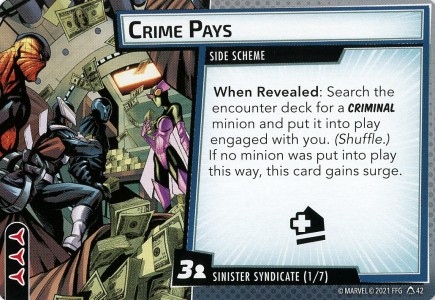 CRIME PAYS
SIDE SCHEME
When Revealed: Search the
encounter deck for a CRIMINAL
minion and put it into play
engaged with you. (Shuffle.)
If no minion was put into play
this way, this card gains surge.
3
SINISTER SYNDICATE (1/7)
© MARVEL © 2021 FFG 42